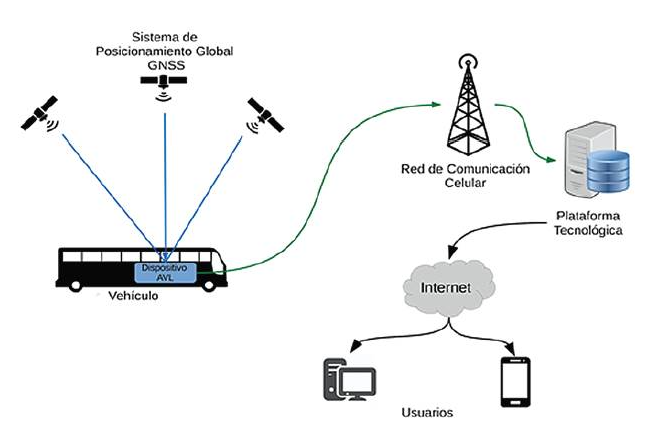 Sistema de
Posicionamiento Global
GNSS
Red de Comunicación
Celular
Plataforma
Tecnológica
Dispositivo
AVL
Vehículo
Internet
Usuarios